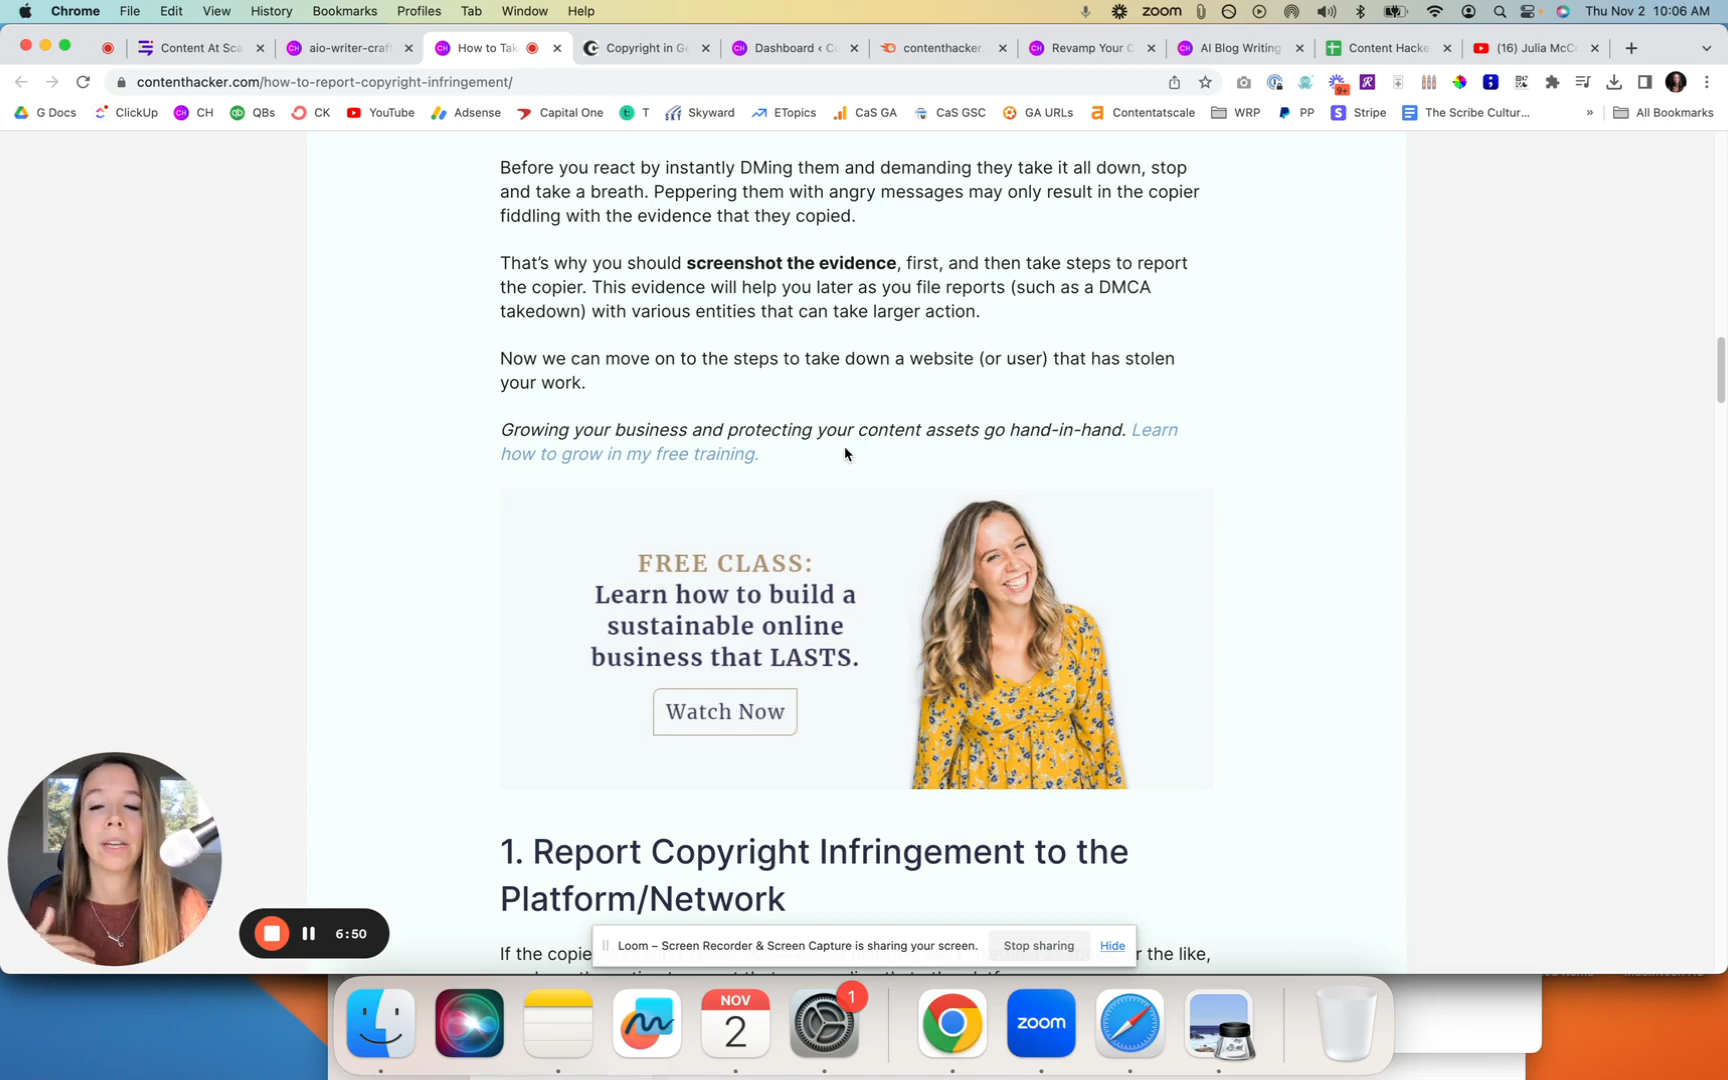 Chrome File Edit View History Bookmarks Profiles Tab Window Help zoom Thu Nov 2 10:06 AM
Content At Sca aio-writer-craf How to Tak Copyright in Ge Dashboard ‹ Co contenthacker. Revamp Your C AI Blog Writing Content Hacke (16) Julia McC
contenthacker.com/how-to-report-copyright-infringement/ 9+
G Docs ClickUp CH QBs CK YouTube Adsense Capital One T Skyward ETopics CaS GA CaS GSC GA URLs Contentatscale WRP PP Stripe The Scribe Cultur... » All Bookmarks
Before you react by instantly DMing them and demanding they take it all down, stop
and take a breath. Peppering them with angry messages may only result in the copier
fiddling with the evidence that they copied.
That's why you should screenshot the evidence, first, and then take steps to report
the copier. This evidence will help you later as you file reports (such as a DMCA
takedown) with various entities that can take larger action.
Now we can move on to the steps to take down a website (or user) that has stolen
your work.
Growing your business and protecting your content assets go hand-in-hand. Learn
how to grow in my free training.
FREE CLASS:
Learn how to build a
sustainable online
business that LASTS.
Watch Now
1. Report Copyright Infringement to the
Platform/Network
If the copie r the like,
6:50
Loom – Screen Recorder & Screen Capture is sharing your screen. Stop sharing Hide
NOV
2
1
zoom